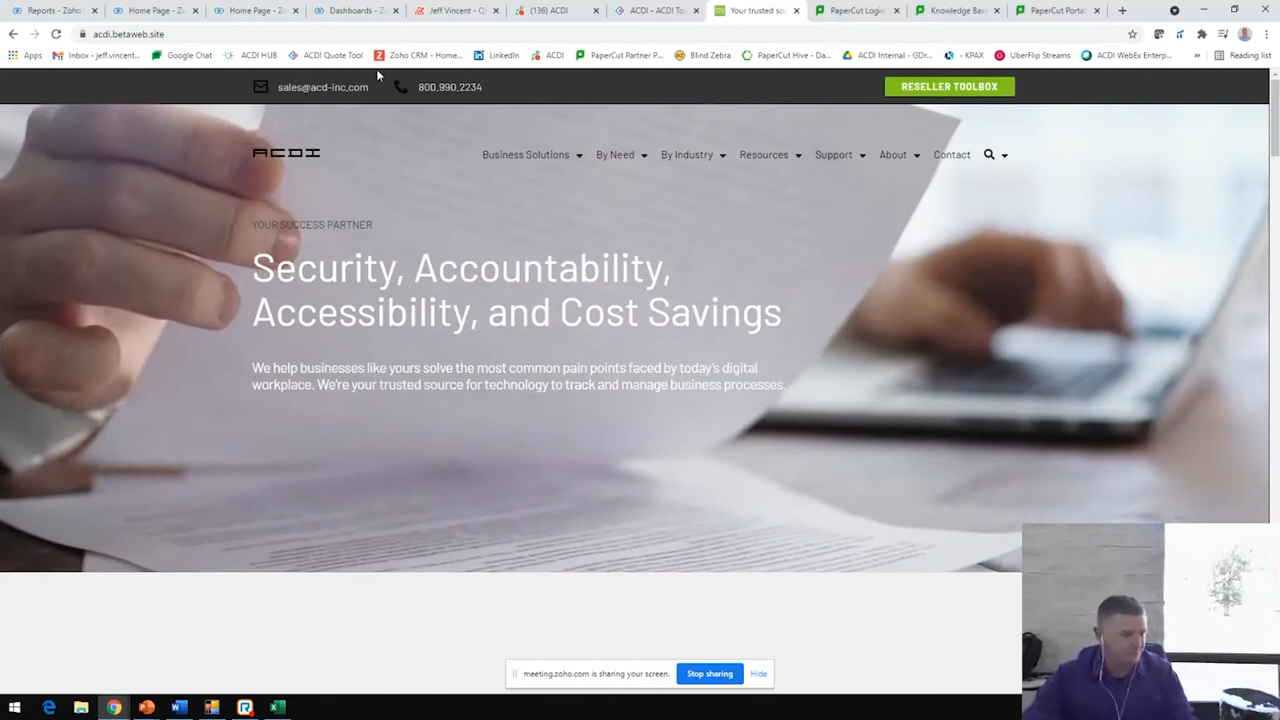 Reports - Zoho
Home Page - Zo
Home Page - Zo
Dashboards - Zo
Jeff Vincent - Q
(136) ACDI
ACDI - ACDI Too
Your trusted so
PaperCut Login
Knowledge Base
PaperCut Portal
acdi.betaweb.site
Apps
Inbox - jeff.vincent...
Google Chat
ACDI HUB
ACDI Quote Tool
Zoho CRM - Home...
LinkedIn
ACDI
PaperCut Partner P...
Blind Zebra
PaperCut Hive - Da...
ACDI Internal - GDr...
- KPAX
UberFlip Streams
ACDI WebEx Enterp...
»
Reading list
sales@acd-inc.com
800.990.2234
RESELLER TOOLBOX
ACDI
Business Solutions
By Need
By Industry
Resources
Support
About
Contact
YOUR SUCCESS PARTNER
Security, Accountability,
Accessibility, and Cost Savings
We help businesses like yours solve the most common pain points faced by today's digital
workplace. We're your trusted source for technology to track and manage business processes.
meeting.zoho.com is sharing your screen.
Stop sharing
Hide